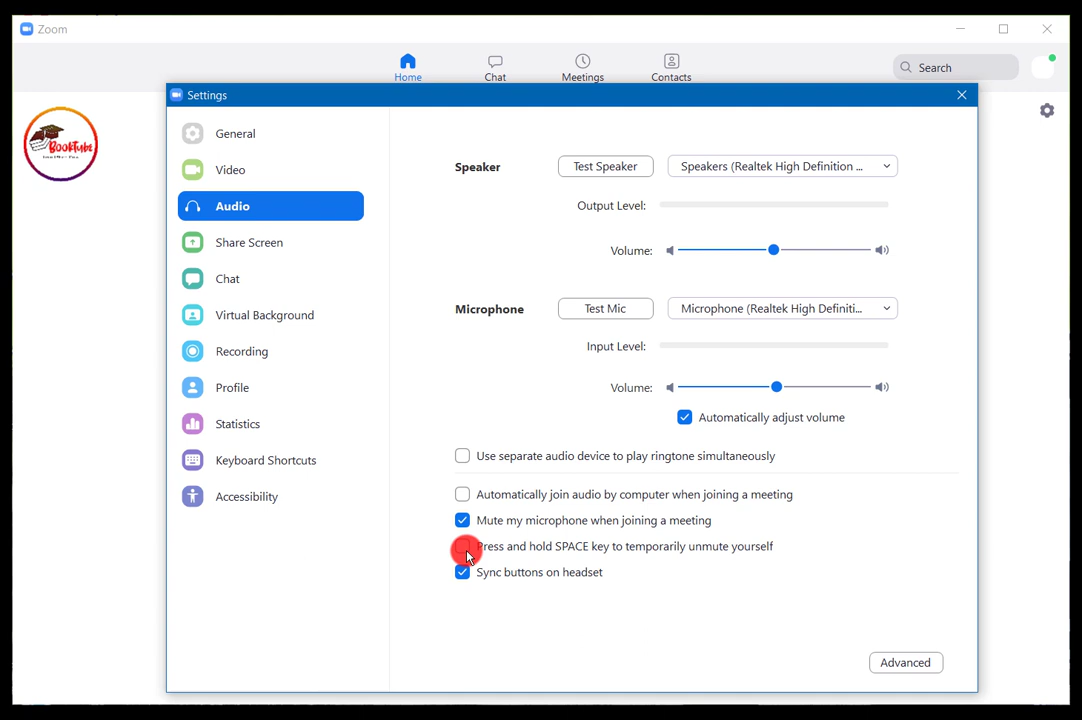 Zoom
Home
Chat
Meetings
Contacts
Search
Settings
BookTube
General
Video
Audio
Share Screen
Chat
Virtual Background
Recording
Profile
Statistics
Keyboard Shortcuts
Accessibility
Speaker
Test Speaker
Speakers (Realtek High Definition ...
Output Level:
Volume:
Microphone
Test Mic
Microphone (Realtek High Definiti...
Input Level:
Volume:
Automatically adjust volume
Use separate audio device to play ringtone simultaneously
Automatically join audio by computer when joining a meeting
Mute my microphone when joining a meeting
Press and hold SPACE key to temporarily unmute yourself
Sync buttons on headset
Advanced